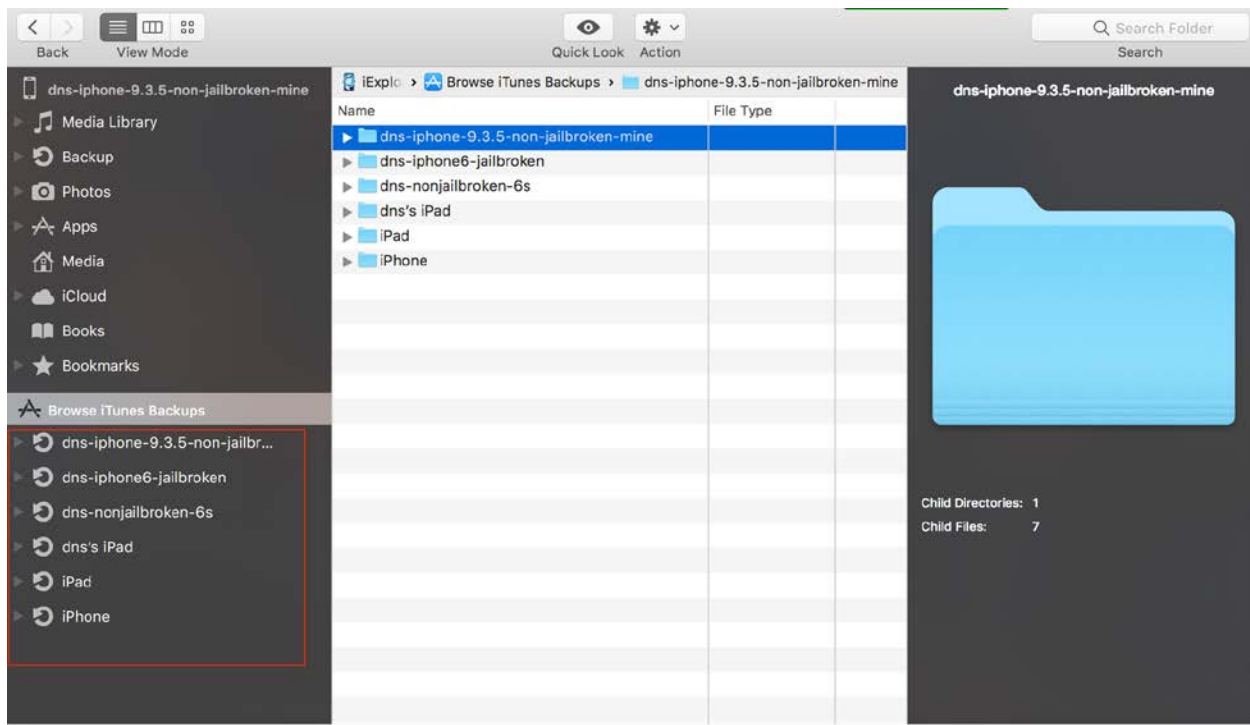 Search Folder
Back
View Mode
Quick Look
Action
Search
dns-iphone-9.3.5-non-jailbroken-mine
Media Library
Backup
Photos
Apps
Media
iCloud
Books
Bookmarks
Browse iTunes Backups
dns-iphone-9.3.5-non-jailbr...
dns-iphone6-jailbroken
dns-nonjailbroken-6s
dns's iPad
iPad
iPhone
iExplo > Browse iTunes Backups > dns-iphone-9.3.5-non-jailbroken-mine
Name
File Type
dns-iphone-9.3.5-non-jailbroken-mine
dns-iphone6-jailbroken
dns-nonjailbroken-6s
dns's iPad
iPad
iPhone
dns-iphone-9.3.5-non-jailbroken-mine
Child Directories: 1
Child Files: 7